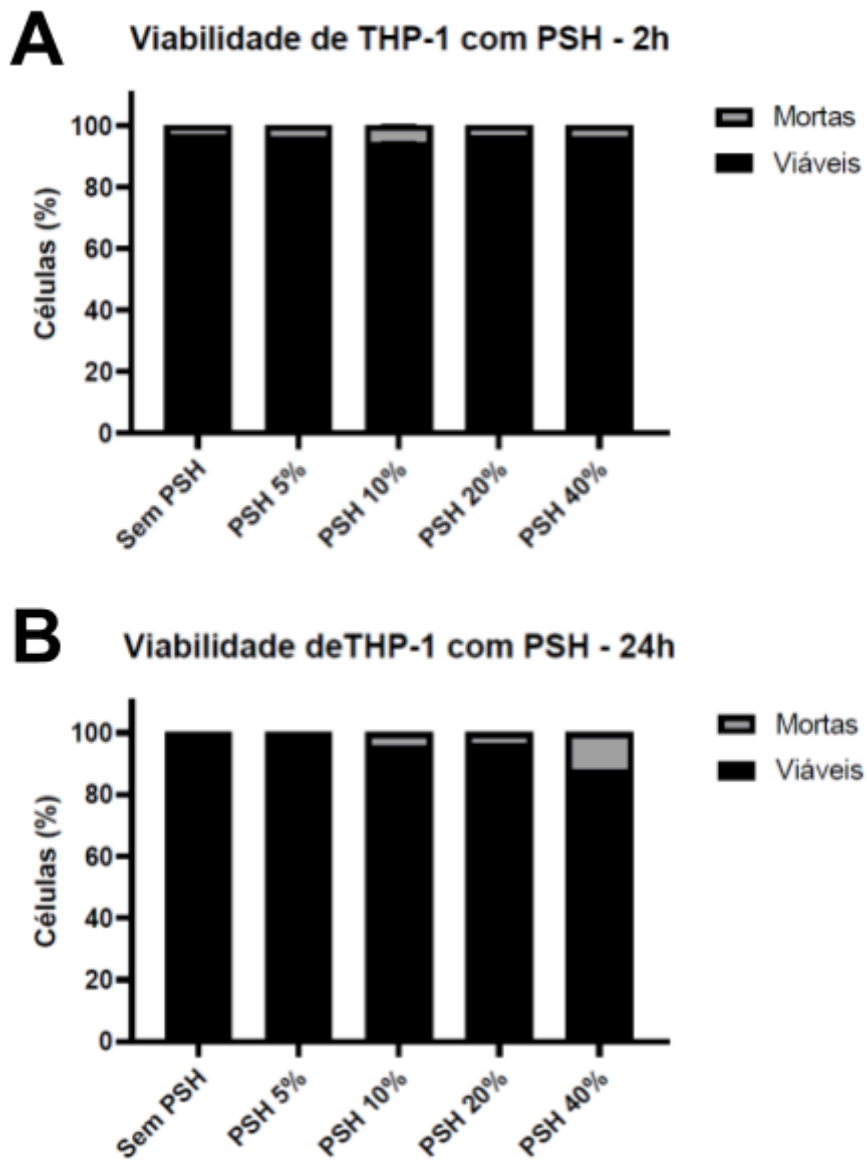 A
Viabilidade de THP-1 com PSH - 2h
Células (%)
100
80
60
40
20
0
Sem PSH
PSH 5%
PSH 10%
PSH 20%
PSH 40%
Mortas
Viáveis
B
Viabilidade deTHP-1 com PSH - 24h
Células (%)
100
80
60
40
20
0
Sem PSH
PSH 5%
PSH 10%
PSH 20%
PSH 40%
Mortas
Viáveis